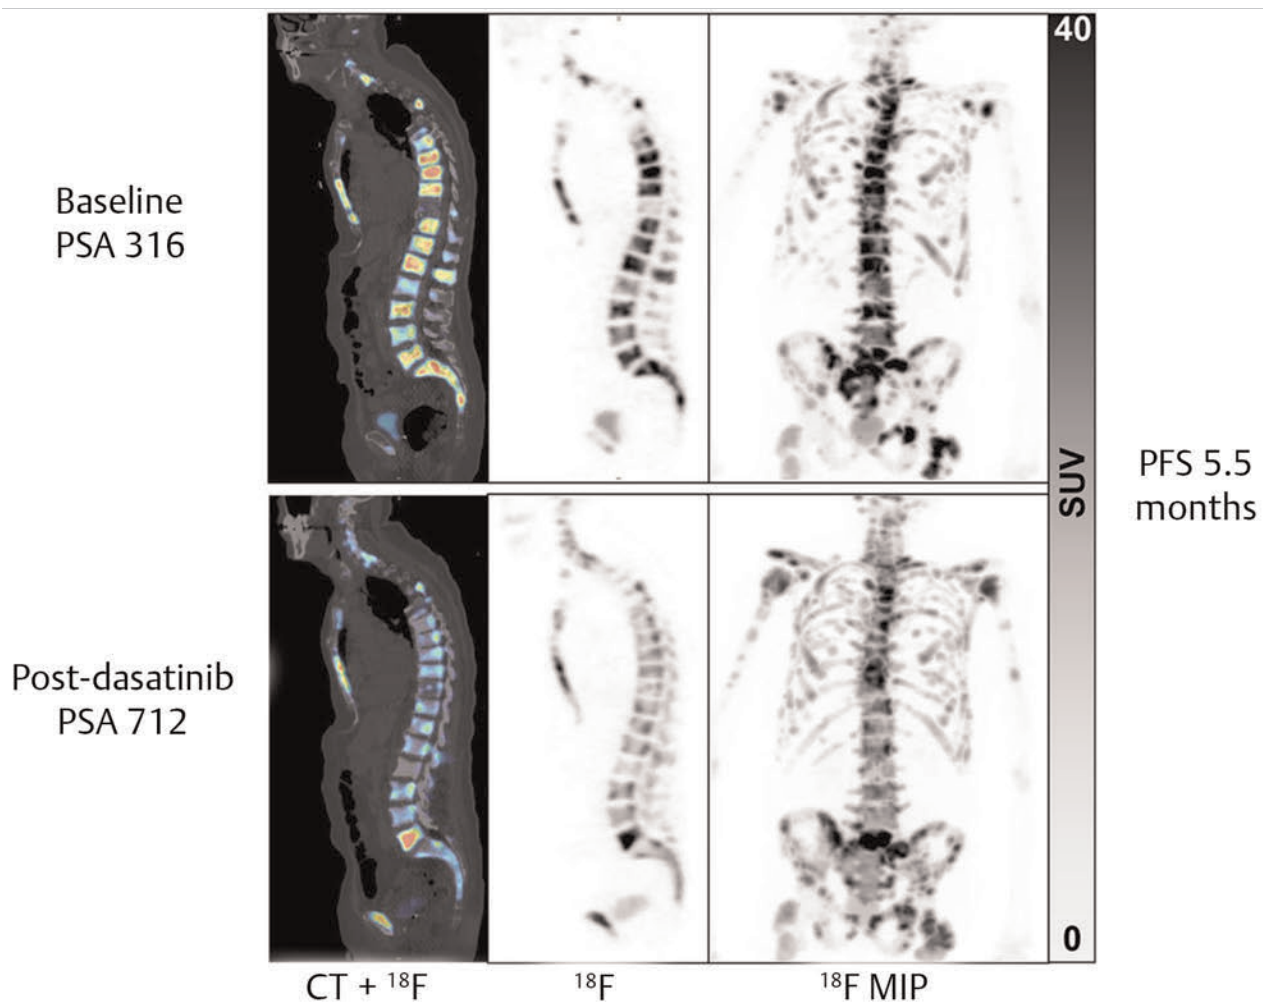 40
Baseline
PSA 316
SUV
PFS 5.5
months
Post-dasatinib
PSA 712
0
CT + ¹⁸F
¹⁸F
¹⁸F MIP